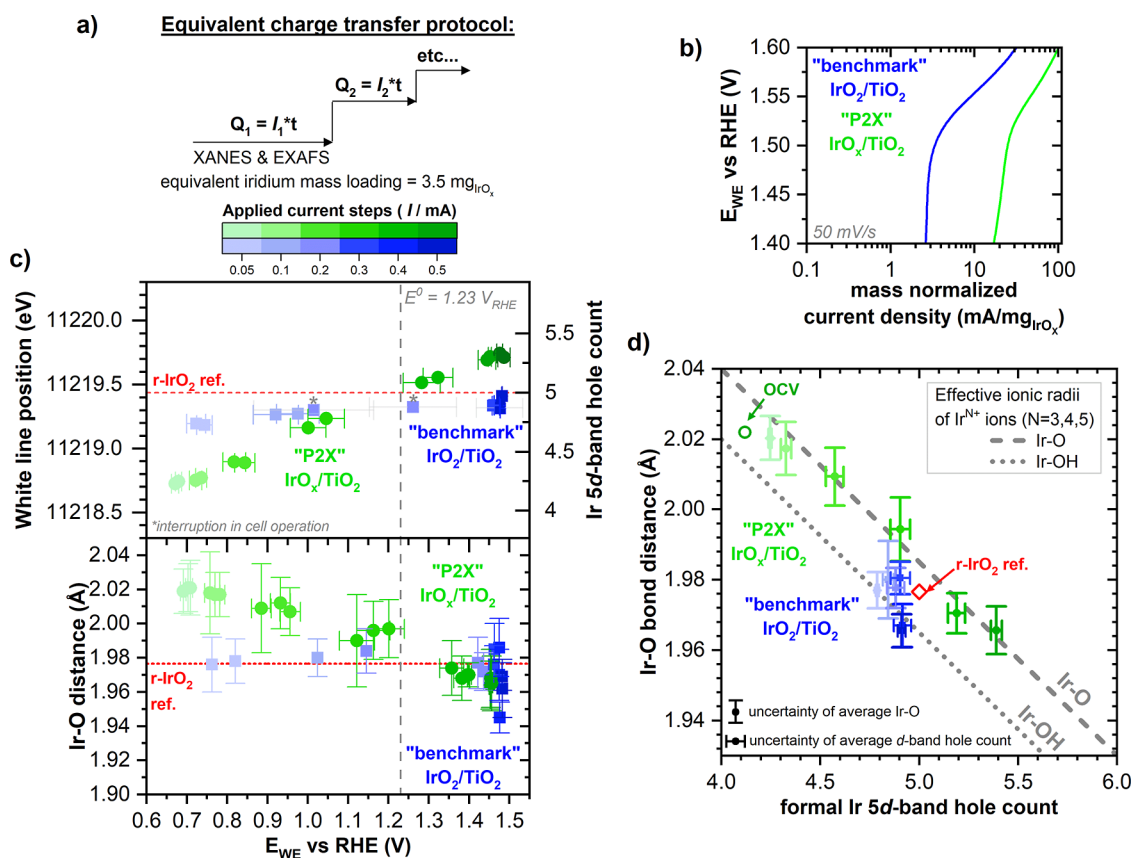 a)
Equivalent charge transfer protocol:
etc...
Q2 = I2*t
Q1 = I1*t
XANES & EXAFS
equivalent iridium mass loading = 3.5 mgIrOx
Applied current steps ( I / mA)
0.05 0.1 0.2 0.3 0.4 0.5
b)
1.60
1.55
1.50
1.45
1.40
EWE vs RHE (V)
"benchmark"
IrO2/TiO2
"P2X"
IrOx/TiO2
50 mV/s
0.1 1 10 100
mass normalized
current density (mA/mgIrOx)
c)
White line position (eV)
11220.0
11219.5
11219.0
11218.5
E0 = 1.23 VRHE
r-IrO2 ref.
* *
"P2X"
IrOx/TiO2
"benchmark"
IrO2/TiO2
*interruption in cell operation
5.5
5
4.5
Ir 5d-band hole count
Ir-O distance (Å)
2.04
2.02
2.00
1.98
1.96
1.94
1.92
1.90
"P2X"
IrOx/TiO2
r-IrO2
ref.
"benchmark"
IrO2/TiO2
0.6 0.7 0.8 0.9 1.0 1.1 1.2 1.3 1.4 1.5
EWE vs RHE (V)
d)
Ir-O bond distance (Å)
2.04
2.02
2.00
1.98
1.96
1.94
OCV
Effective ionic radii
of IrN+ ions (N=3,4,5)
Ir-O
Ir-OH
"P2X"
IrOx/TiO2
r-IrO2 ref.
"benchmark"
IrO2/TiO2
Ir-O
Ir-OH
uncertainty of average Ir-O
uncertainty of average d-band hole count
4.0 4.5 5.0 5.5 6.0
formal Ir 5d-band hole count